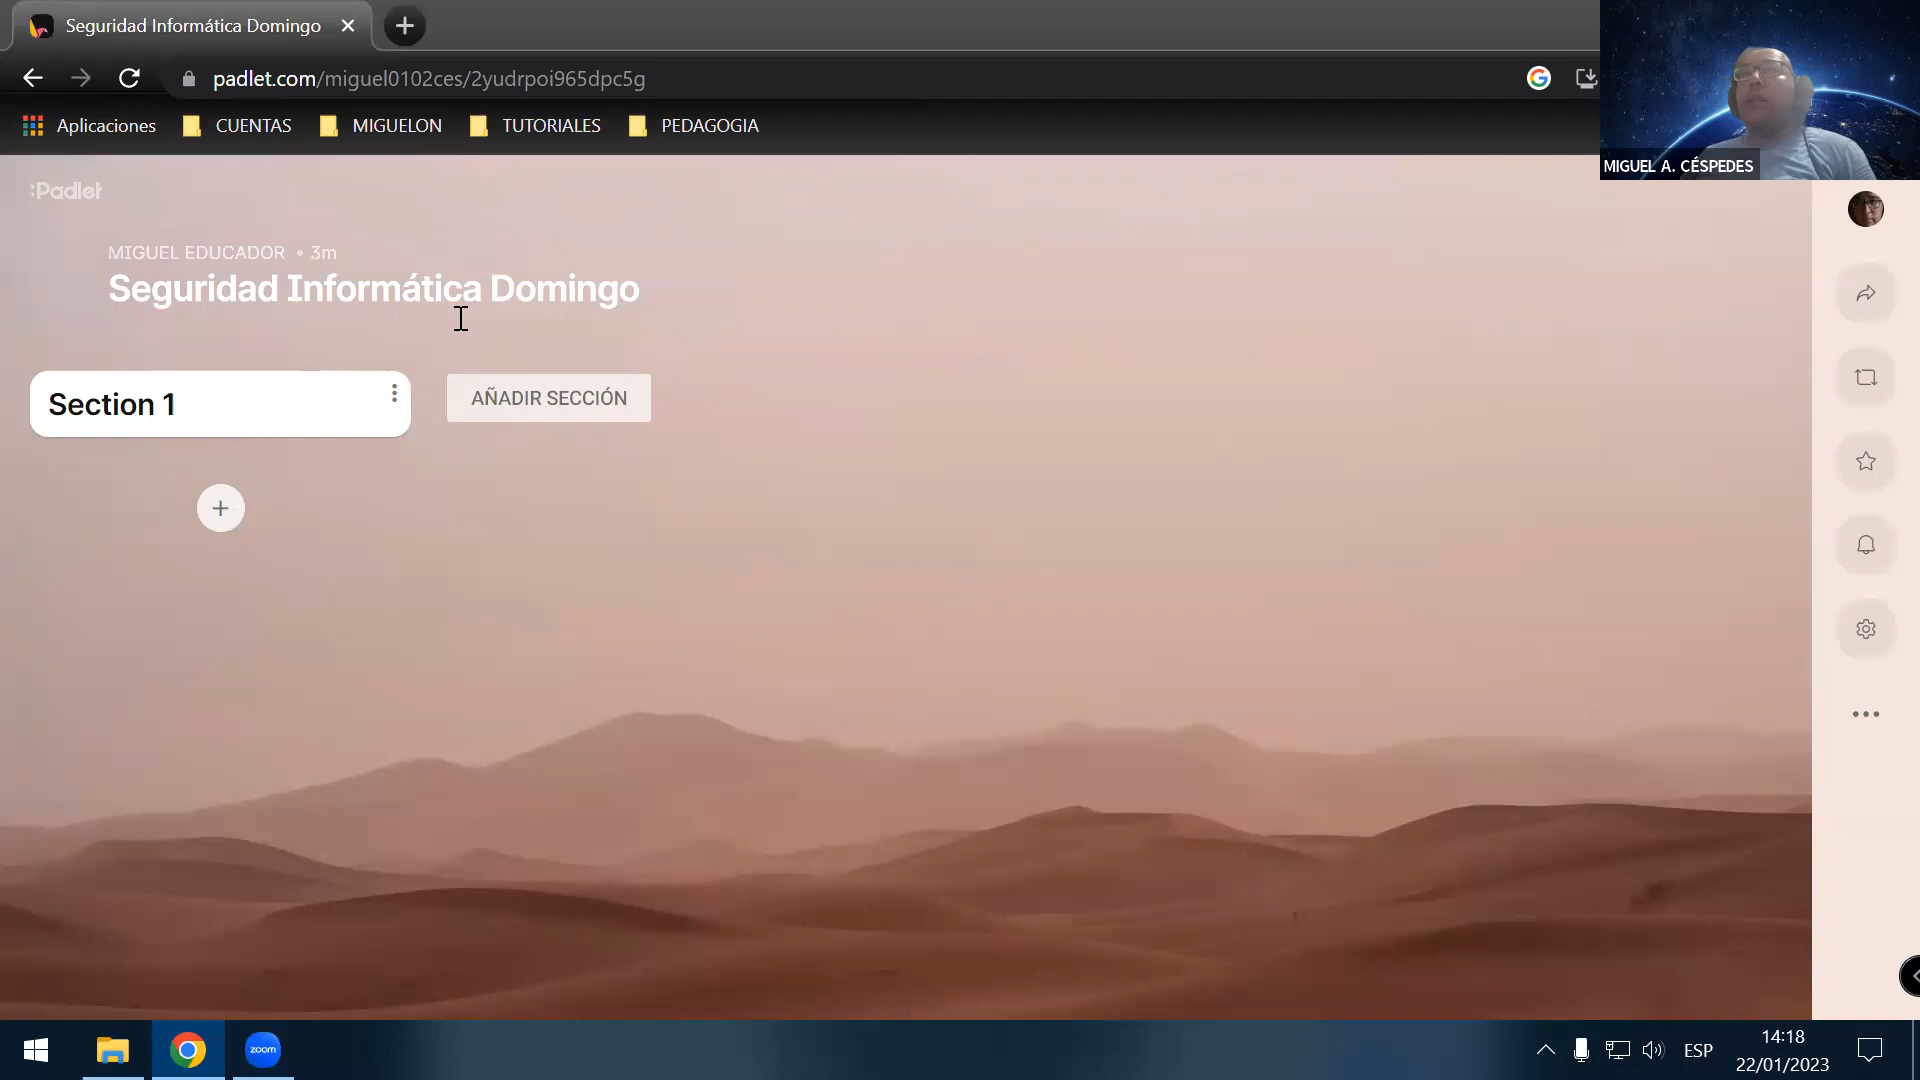 Seguridad Informática Domingo
padlet.com/miguel0102ces/2yudrpoi965dpc5g
Aplicaciones CUENTAS MIGUELON TUTORIALES PEDAGOGIA
MIGUEL A. CÉSPEDES
:Padlet
MIGUEL EDUCADOR • 3m
Seguridad Informática Domingo
Section 1
AÑADIR SECCIÓN
zoom
ESP
14:18
22/01/2023